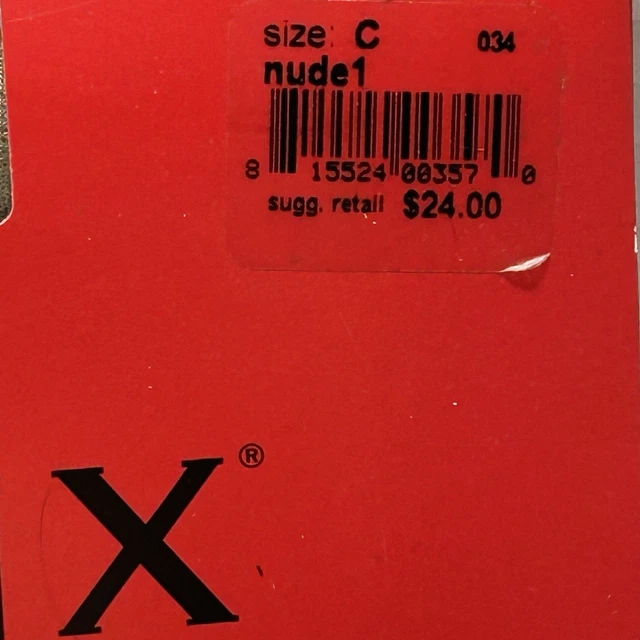 size: C 034
nude1
8 15524 00357 0
sugg. retail $24.00
X®